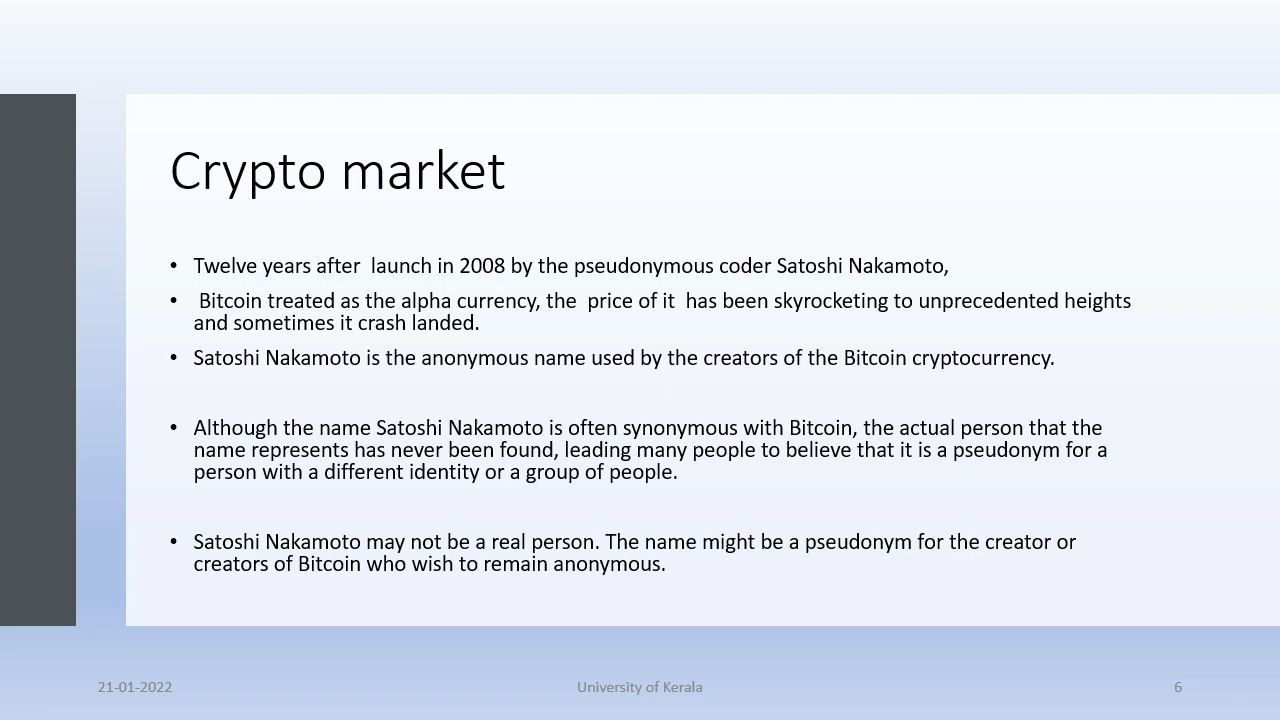 Crypto market
• Twelve years after  launch in 2008 by the pseudonymous coder Satoshi Nakamoto,
•  Bitcoin treated as the alpha currency, the  price of it  has been skyrocketing to unprecedented heights
and sometimes it crash landed.
• Satoshi Nakamoto is the anonymous name used by the creators of the Bitcoin cryptocurrency.
• Although the name Satoshi Nakamoto is often synonymous with Bitcoin, the actual person that the
name represents has never been found, leading many people to believe that it is a pseudonym for a
person with a different identity or a group of people.
• Satoshi Nakamoto may not be a real person. The name might be a pseudonym for the creator or
creators of Bitcoin who wish to remain anonymous.
21-01-2022
University of Kerala
6